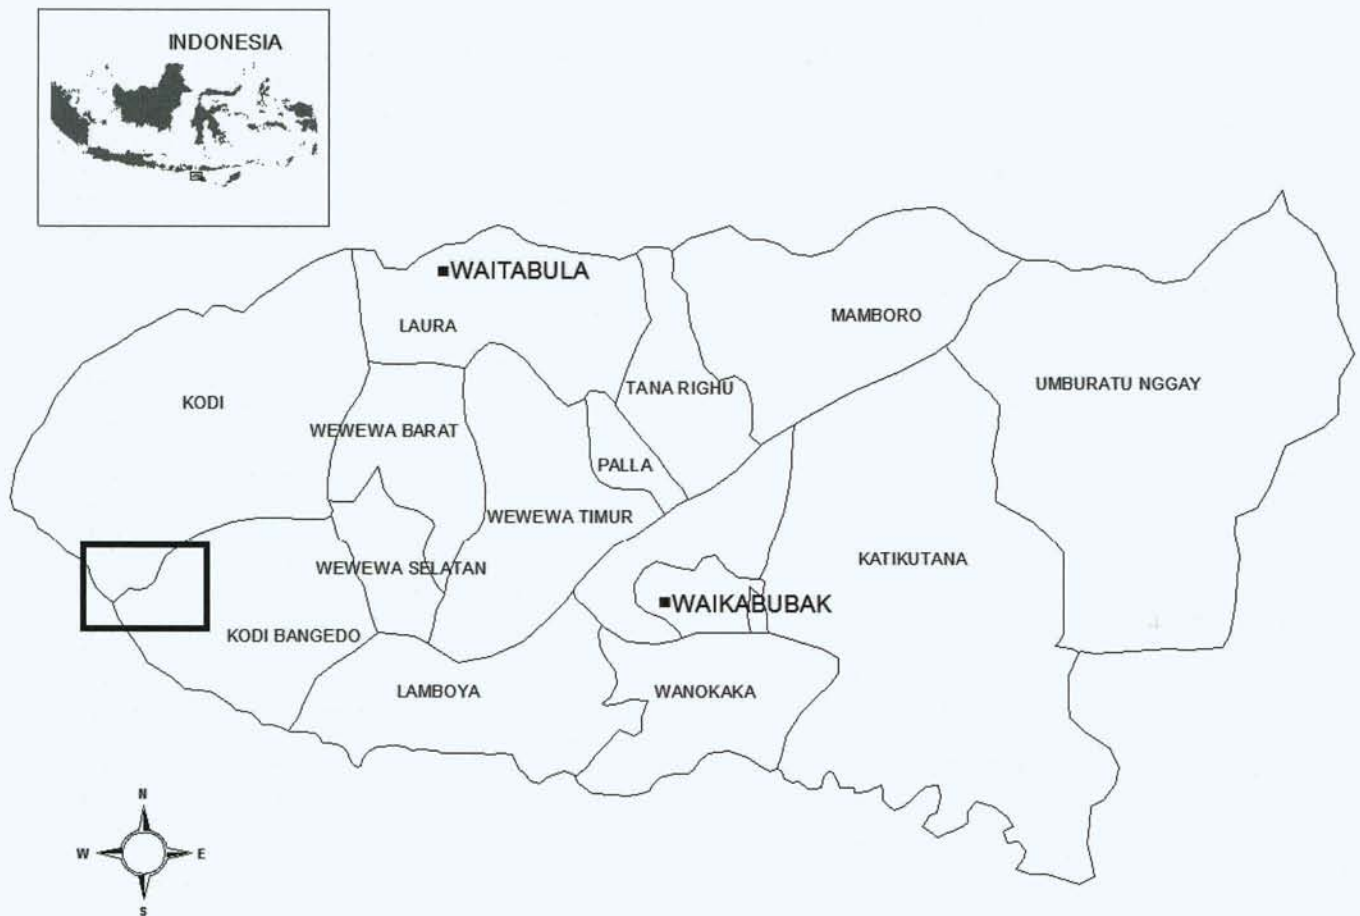 INDONESIA
WAITABULA
LAURA
MAMBORO
TANA RIGHU
UMBURATU NGGAY
KODI
WEWEWA BARAT
PALLA
WEWEWA TIMUR
KATIKUTANA
WEWEWA SELATAN
WAIKABUBAK
KODI BANGEDO
LAMBOYA
WANOKAKA
N
W E
S